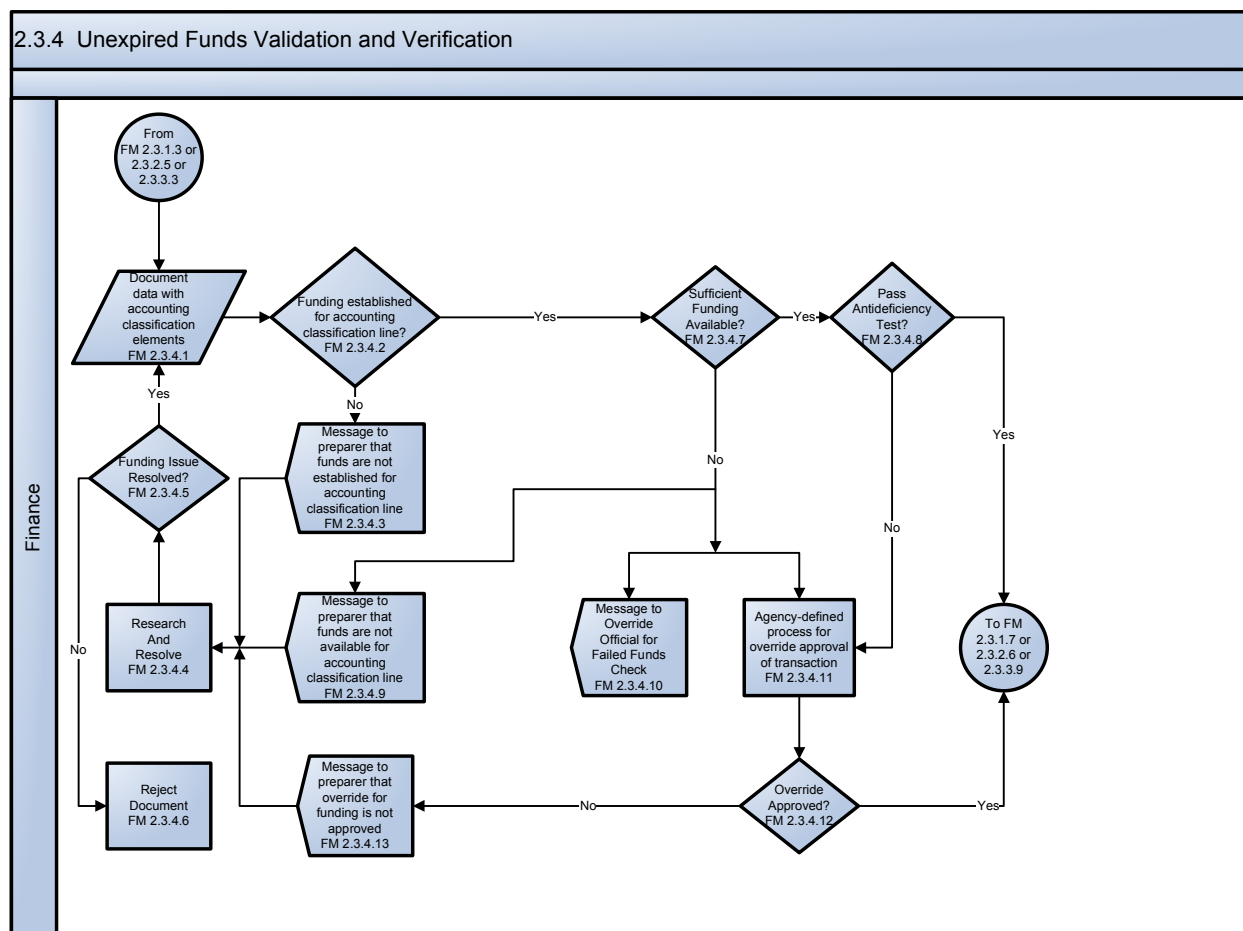 2.3.4 Unexpired Funds Validation and Verification
Finance
From
FM 2.3.1.3 or
2.3.2.5 or
2.3.3.3
Document
data with
accounting
classification
elements
FM 2.3.4.1
Funding established
for accounting
classification line?
FM 2.3.4.2
Yes
Sufficient
Funding
Available?
FM 2.3.4.7
Yes
Pass
Antideficiency
Test?
FM 2.3.4.8
Yes
No
Message to
preparer that
funds are not
established for
accounting
classification line
FM 2.3.4.3
No
Yes
No
Funding Issue
Resolved?
FM 2.3.4.5
No
Research
And
Resolve
FM 2.3.4.4
Message to
preparer that
funds are not
available for
accounting
classification line
FM 2.3.4.9
Message to
Override
Official for
Failed Funds
Check
FM 2.3.4.10
Agency-defined
process for
override approval
of transaction
FM 2.3.4.11
To FM
2.3.1.7 or
2.3.2.6 or
2.3.3.9
Reject
Document
FM 2.3.4.6
Message to
preparer that
override for
funding is not
approved
FM 2.3.4.13
No
Override
Approved?
FM 2.3.4.12
Yes